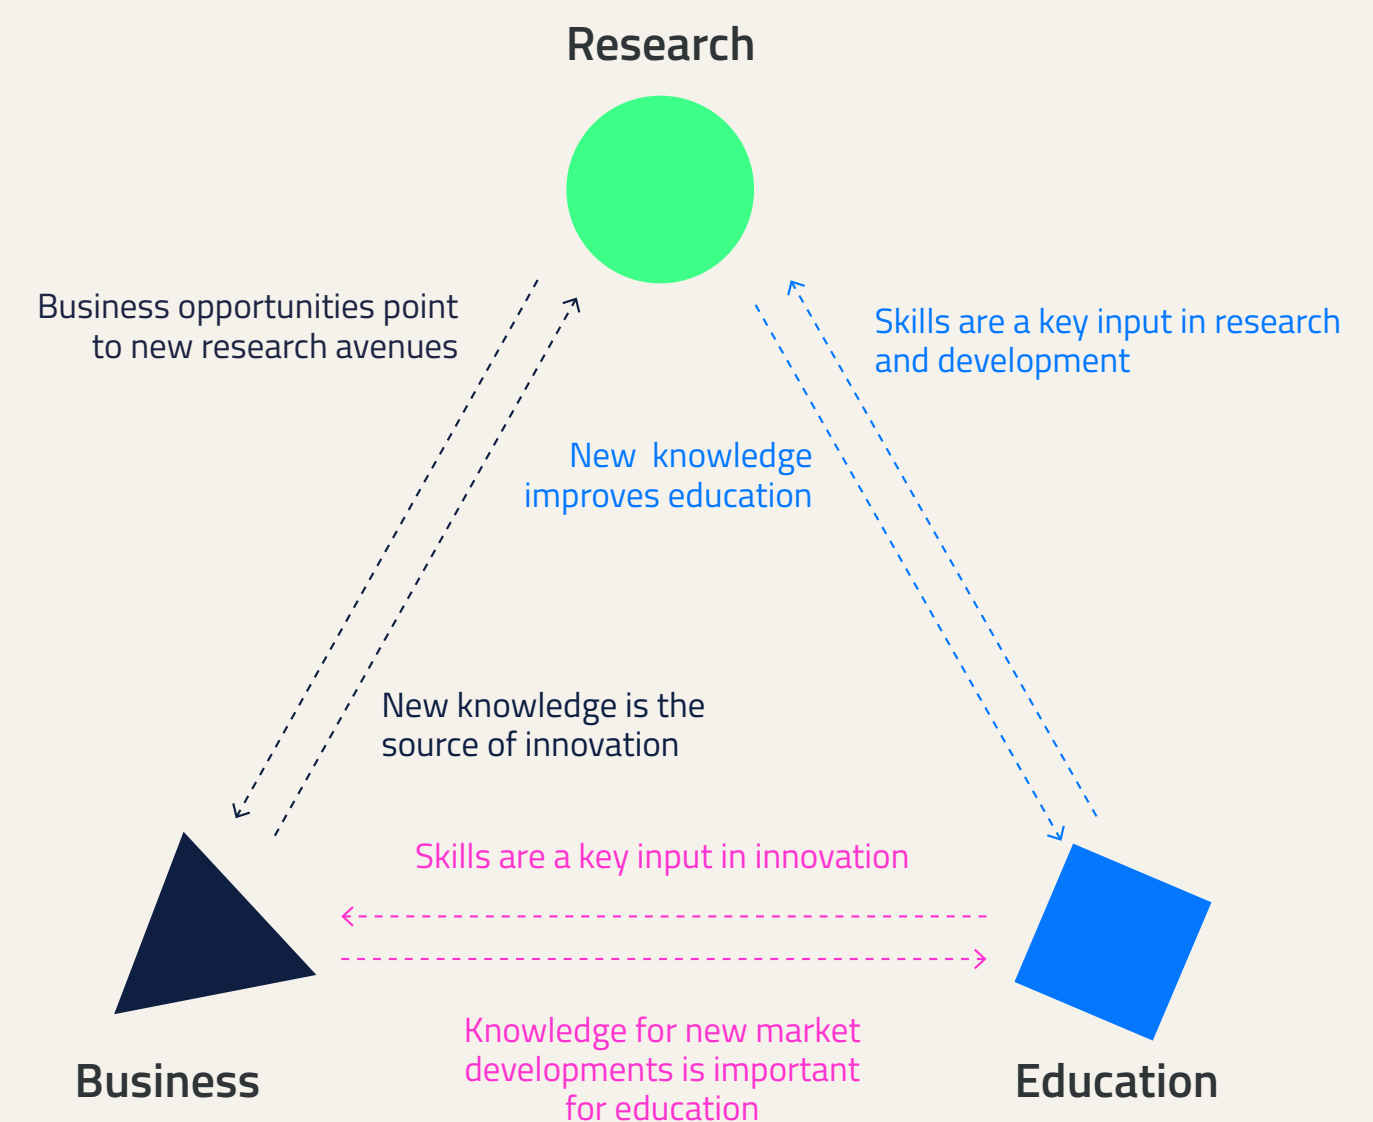 Research
Business opportunities point
to new research avenues
Skills are a key input in research
and development
New  knowledge
improves education
New knowledge is the
source of innovation
Skills are a key input in innovation
Knowledge for new market
developments is important
for education
Business
Education